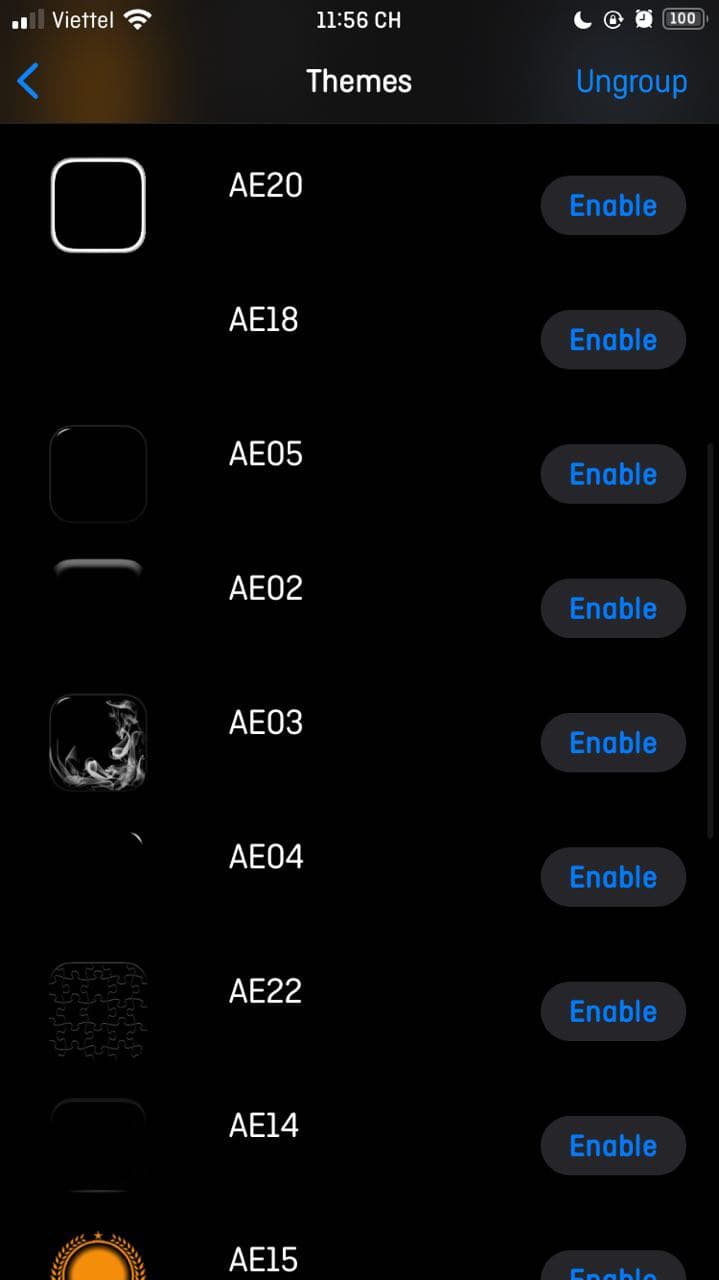 Viettel 11:56 CH 100
Themes Ungroup
AE20 Enable
AE18 Enable
AE05 Enable
AE02 Enable
AE03 Enable
AE04 Enable
AE22 Enable
AE14 Enable
AE15 Enable